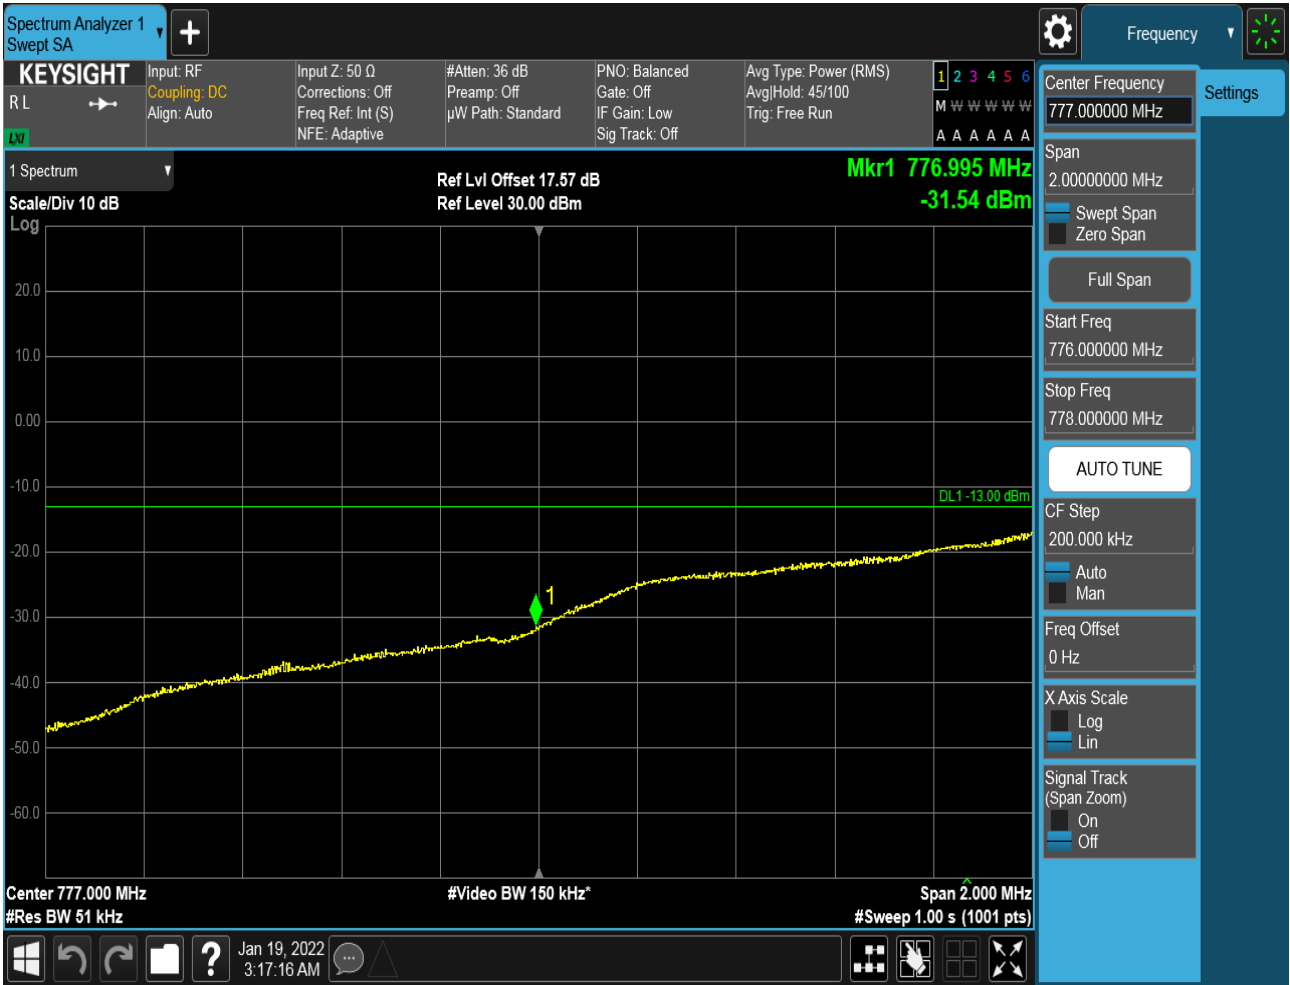 Spectrum Analyzer 1
Swept SA
Frequency
KEYSIGHT
R L
LXI
Input: RF
Coupling: DC
Align: Auto
Input Z: 50 Ω
Corrections: Off
Freq Ref: Int (S)
NFE: Adaptive
#Atten: 36 dB
Preamp: Off
µW Path: Standard
PNO: Balanced
Gate: Off
IF Gain: Low
Sig Track: Off
Avg Type: Power (RMS)
Avg|Hold: 45/100
Trig: Free Run
1 2 3 4 5 6
M W W W W W
A A A A A A
1 Spectrum
Scale/Div 10 dB
Log
Ref Lvl Offset 17.57 dB
Ref Level 30.00 dBm
Mkr1 776.995 MHz
-31.54 dBm
20.0
10.0
0.00
-10.0
DL1 -13.00 dBm
-20.0
1
-30.0
-40.0
-50.0
-60.0
Center 777.000 MHz
#Video BW 150 kHz*
Span 2.000 MHz
#Res BW 51 kHz
#Sweep 1.00 s (1001 pts)
Jan 19, 2022
3:17:16 AM
Center Frequency
777.000000 MHz
Settings
Span
2.00000000 MHz
Swept Span
Zero Span
Full Span
Start Freq
776.000000 MHz
Stop Freq
778.000000 MHz
AUTO TUNE
CF Step
200.000 kHz
Auto
Man
Freq Offset
0 Hz
X Axis Scale
Log
Lin
Signal Track
(Span Zoom)
On
Off